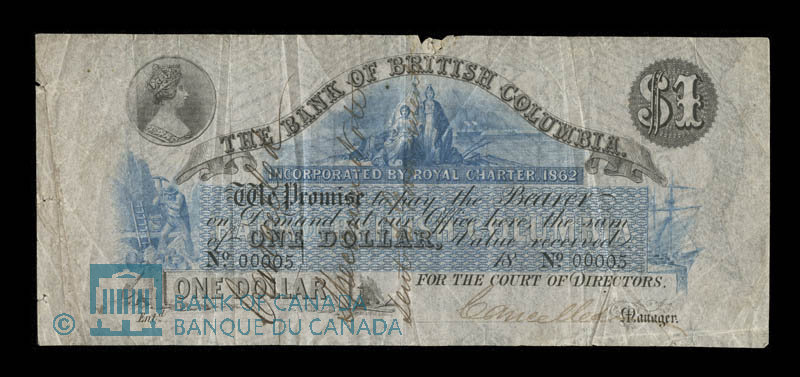 THE BANK OF BRITISH COLUMBIA.
$1
INCORPORATED BY ROYAL CHARTER, 1862
We Promise to pay the Bearer
on Demand at our Office here the sum
of ONE DOLLAR, Value received
No 00005 18 No 00005
FOR THE COURT OF DIRECTORS.
ONE DOLLAR
Cancelled
Ent.d
Manager.
© BANK OF CANADA
BANQUE DU CANADA